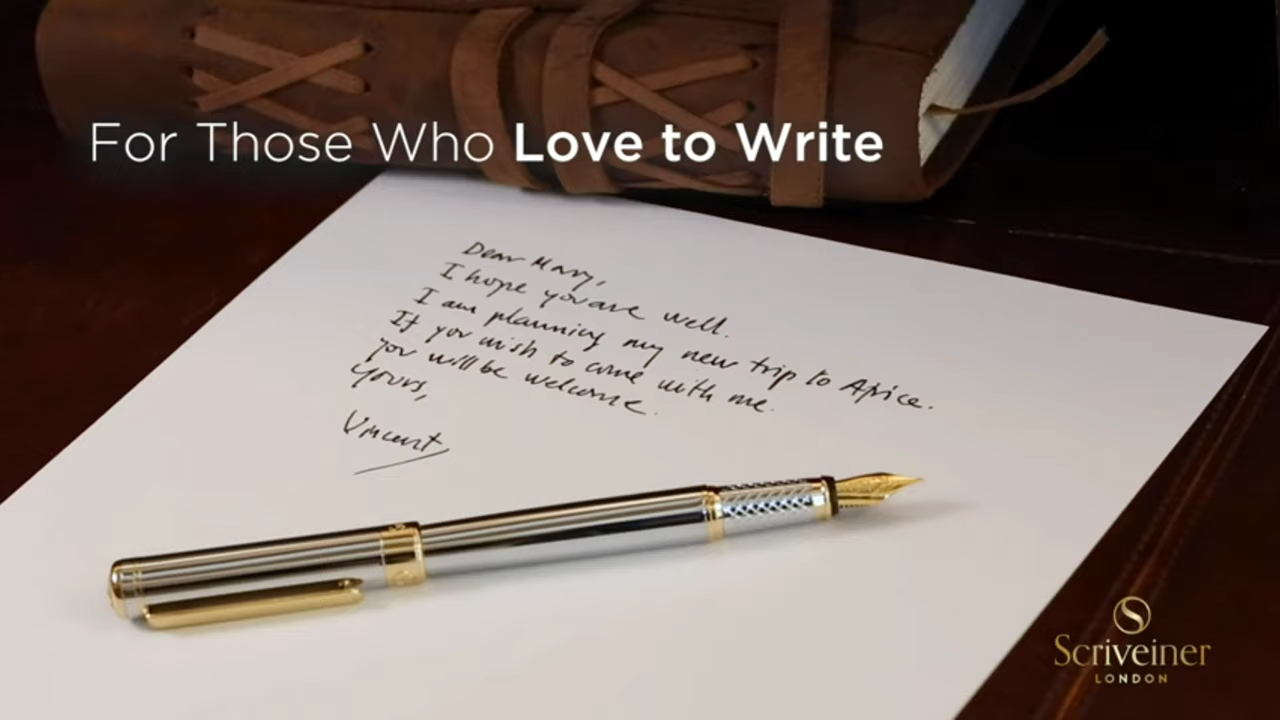 For Those Who Love to Write
Dear Mary,
I hope you are well.
I am planning my new trip to Africe.
If you wish to come with me.
you will be welcome.
Yours,
Vincent
Scriveiner
LONDON